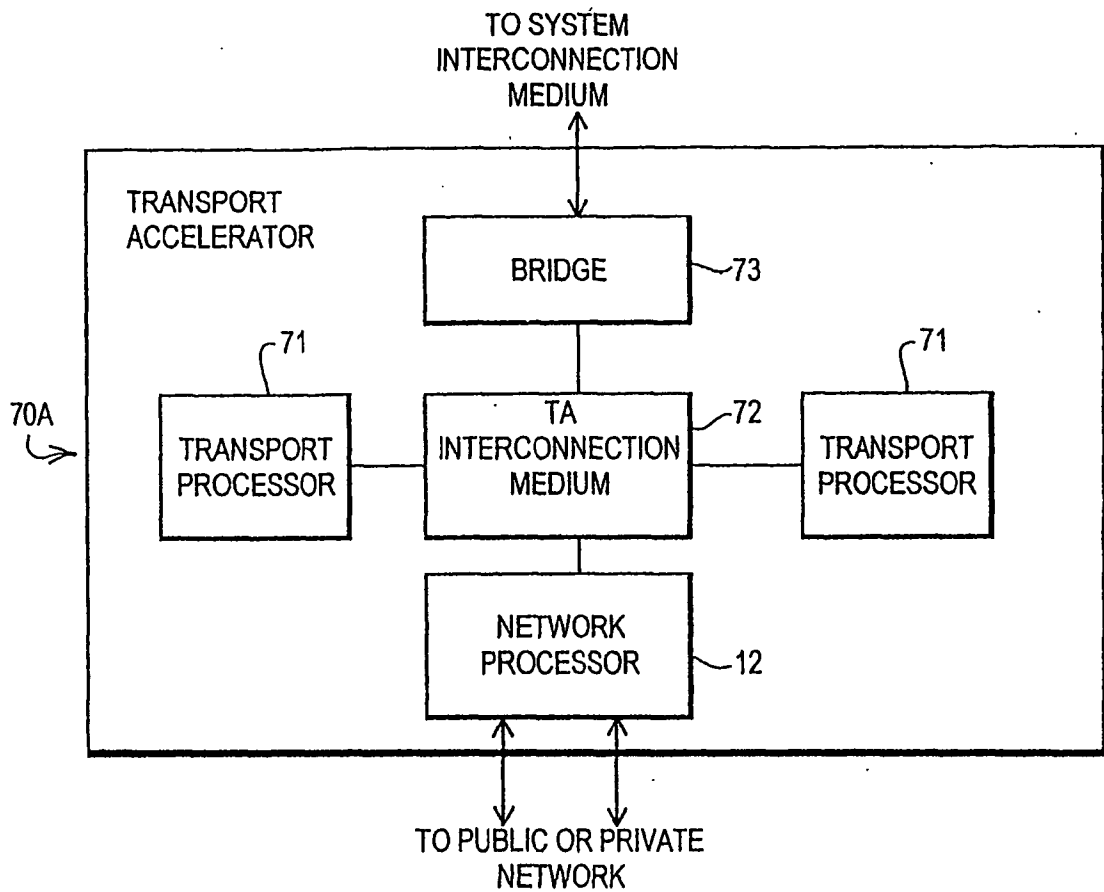 TO SYSTEM
INTERCONNECTION
MEDIUM
TRANSPORT
ACCELERATOR
BRIDGE
73
71
71
70A
TRANSPORT
PROCESSOR
TA
INTERCONNECTION
MEDIUM
72
TRANSPORT
PROCESSOR
NETWORK
PROCESSOR
12
TO PUBLIC OR PRIVATE
NETWORK